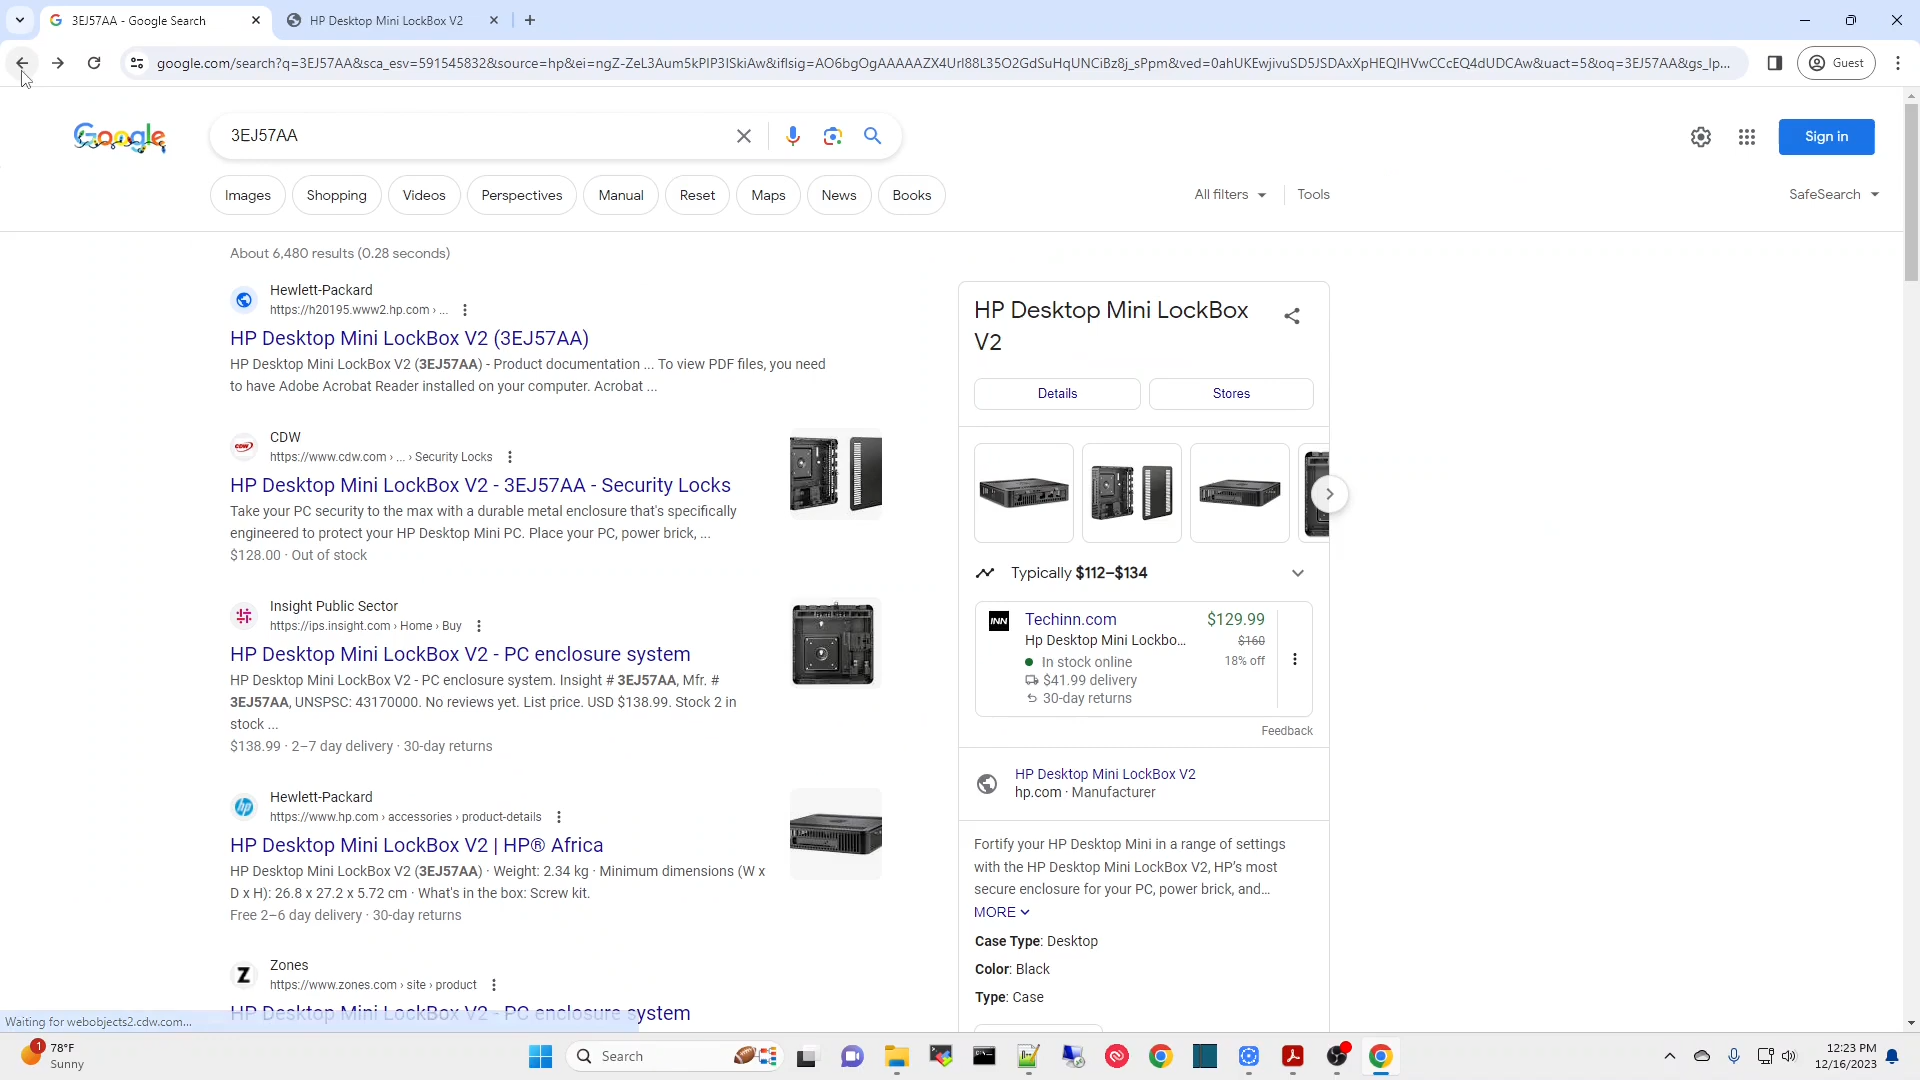 3EJ57AA - Google Search
HP Desktop Mini LockBox V2
google.com/search?q=3EJ57AA&sca_esv=591545832&source=hp&ei=ngZ-ZeL3Aum5kPIP3ISkiAw&iflsig=AO6bgOgAAAAAZX4Url88L35O2GdSuHqUNCiBz8j_sPpm&ved=0ahUKEwjivuSD5JSDAxXpHEQIHVwCCcEQ4dUDCAw&uact=5&oq=3EJ57AA&gs_lp...
Guest
Google
3EJ57AA
Sign in
Images
Shopping
Videos
Perspectives
Manual
Reset
Maps
News
Books
All filters
Tools
SafeSearch
About 6,480 results (0.28 seconds)
Hewlett-Packard
https://h20195.www2.hp.com › ...
HP Desktop Mini LockBox V2 (3EJ57AA)
HP Desktop Mini LockBox V2 (3EJ57AA) - Product documentation ... To view PDF files, you need
to have Adobe Acrobat Reader installed on your computer. Acrobat ...
CDW
CDW
https://www.cdw.com › ... › Security Locks
HP Desktop Mini LockBox V2 - 3EJ57AA - Security Locks
Take your PC security to the max with a durable metal enclosure that's specifically
engineered to protect your HP Desktop Mini PC. Place your PC, power brick, ...
$128.00 · Out of stock
Insight Public Sector
https://ips.insight.com › Home › Buy
HP Desktop Mini LockBox V2 - PC enclosure system
HP Desktop Mini LockBox V2 - PC enclosure system. Insight # 3EJ57AA, Mfr. #
3EJ57AA, UNSPSC: 43170000. No reviews yet. List price. USD $138.99. Stock 2 in
stock ...
$138.99 · 2–7 day delivery · 30-day returns
Hewlett-Packard
hp
https://www.hp.com › accessories › product-details
HP Desktop Mini LockBox V2 | HP® Africa
HP Desktop Mini LockBox V2 (3EJ57AA) · Weight: 2.34 kg · Minimum dimensions (W x
D x H): 26.8 x 27.2 x 5.72 cm · What's in the box: Screw kit.
Free 2–6 day delivery · 30-day returns
Zones
Z
https://www.zones.com › site › product
HP Desktop Mini LockBox V2 - PC enclosure system
HP Desktop Mini LockBox
V2
Details
Stores
Typically $112–$134
INN
Techinn.com
$129.99
Hp Desktop Mini Lockbo...
$160
In stock online
18% off
$41.99 delivery
30-day returns
Feedback
HP Desktop Mini LockBox V2
hp.com · Manufacturer
Fortify your HP Desktop Mini in a range of settings
with the HP Desktop Mini LockBox V2, HP's most
secure enclosure for your PC, power brick, and...
MORE
Case Type: Desktop
Color: Black
Type: Case
Waiting for webobjects2.cdw.com...
1
78°F
Sunny
Search
12:23 PM
12/16/2023